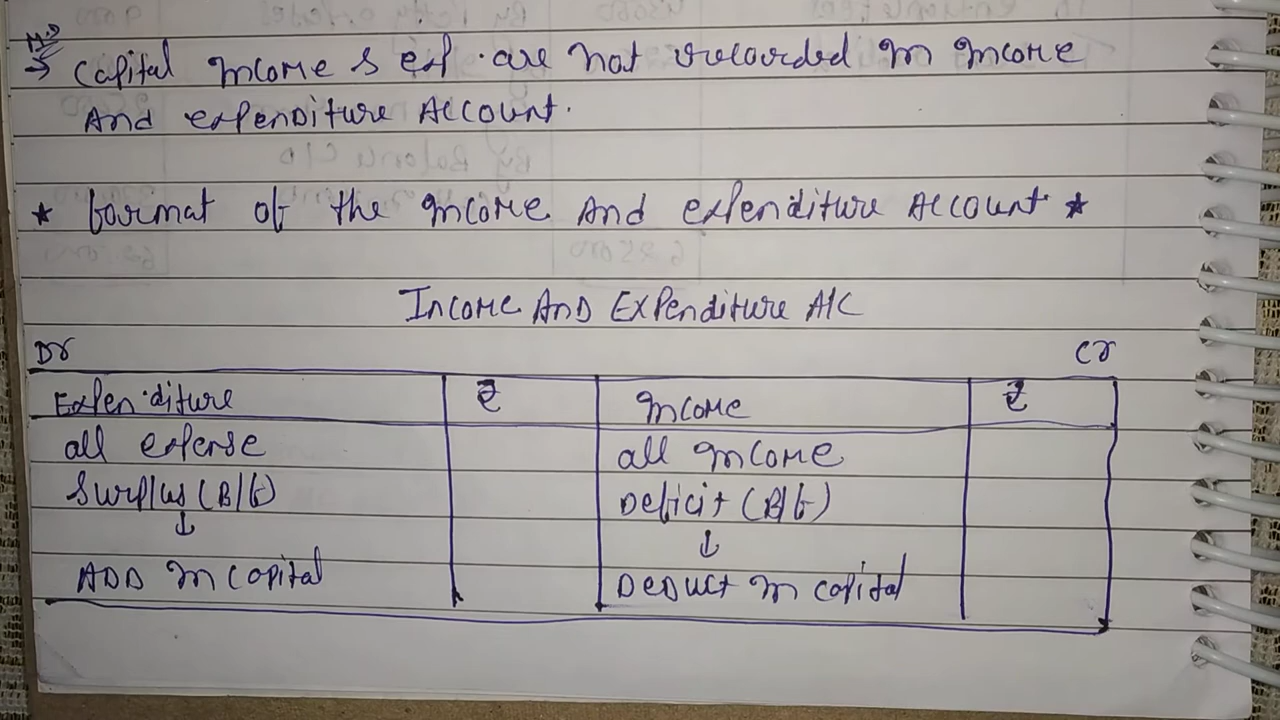 N.D
→ Capital income & exp. are not recorded in income
And expenditure Account.
* format of the income And expenditure Account *
Income And Expenditure A/c
Dr Cr
Expenditure ₹ income ₹
all expense all income
Surplus (B/f) Deficit (B/f)
↓ ↓
ADD in capital Deduct in capital